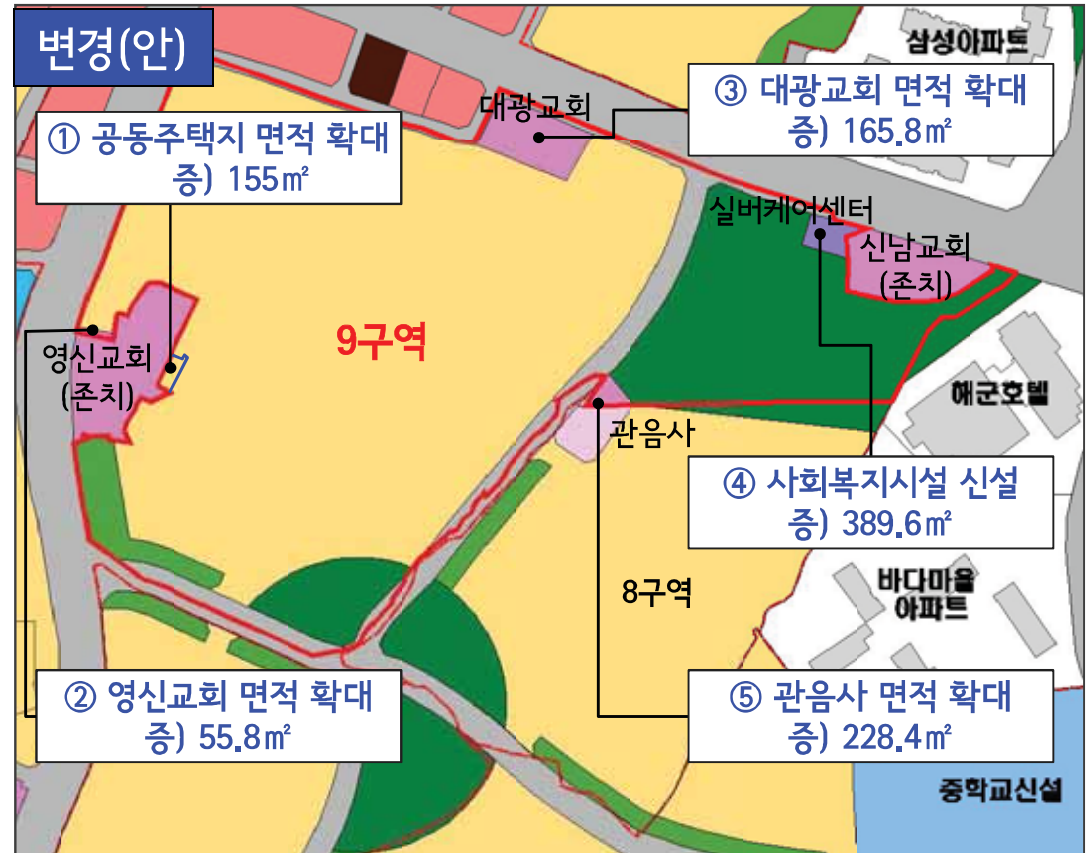 변경(안)
삼성아파트
대광교회
③ 대광교회 면적 확대
증) 165.8㎡
① 공동주택지 면적 확대
증) 155㎡
실버케어센터
신남교회
(존치)
9구역
영신교회
(존치)
해군호텔
관음사
④ 사회복지시설 신설
증) 389.6㎡
8구역
바다마을
아파트
② 영신교회 면적 확대
증) 55.8㎡
⑤ 관음사 면적 확대
증) 228.4㎡
중학교신설